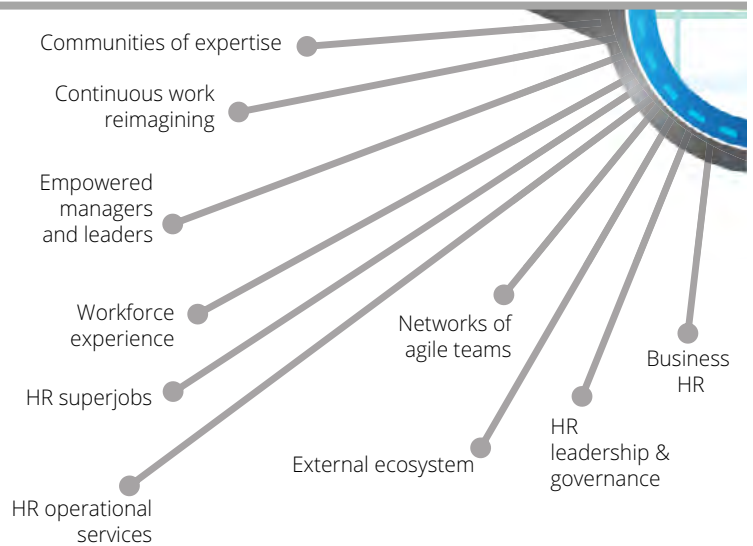 Communities of expertise
Continuous work
reimagining
Empowered
managers
and leaders
Workforce
experience
HR superjobs
HR operational
services
Networks of
agile teams
External ecosystem
HR
leadership &
governance
Business
HR